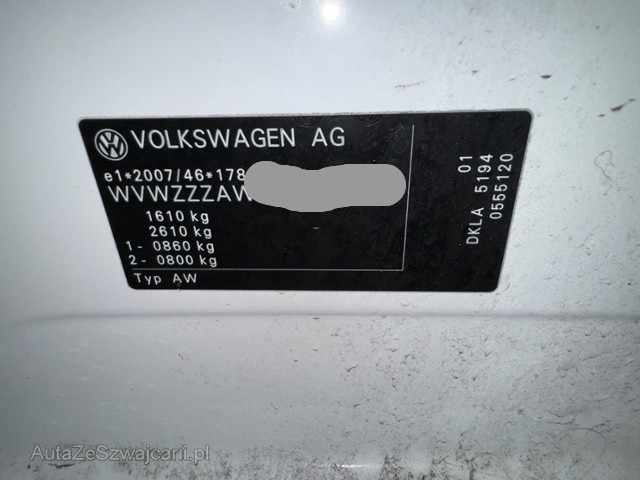 VOLKSWAGEN AG
e1*2007/46*178
WVWZZZAW
1610 kg
2610 kg
1- 0860 kg
2- 0800 kg
Typ AW
01
DKLA 5194
0555120
AutaZeSzwajcarii.pl